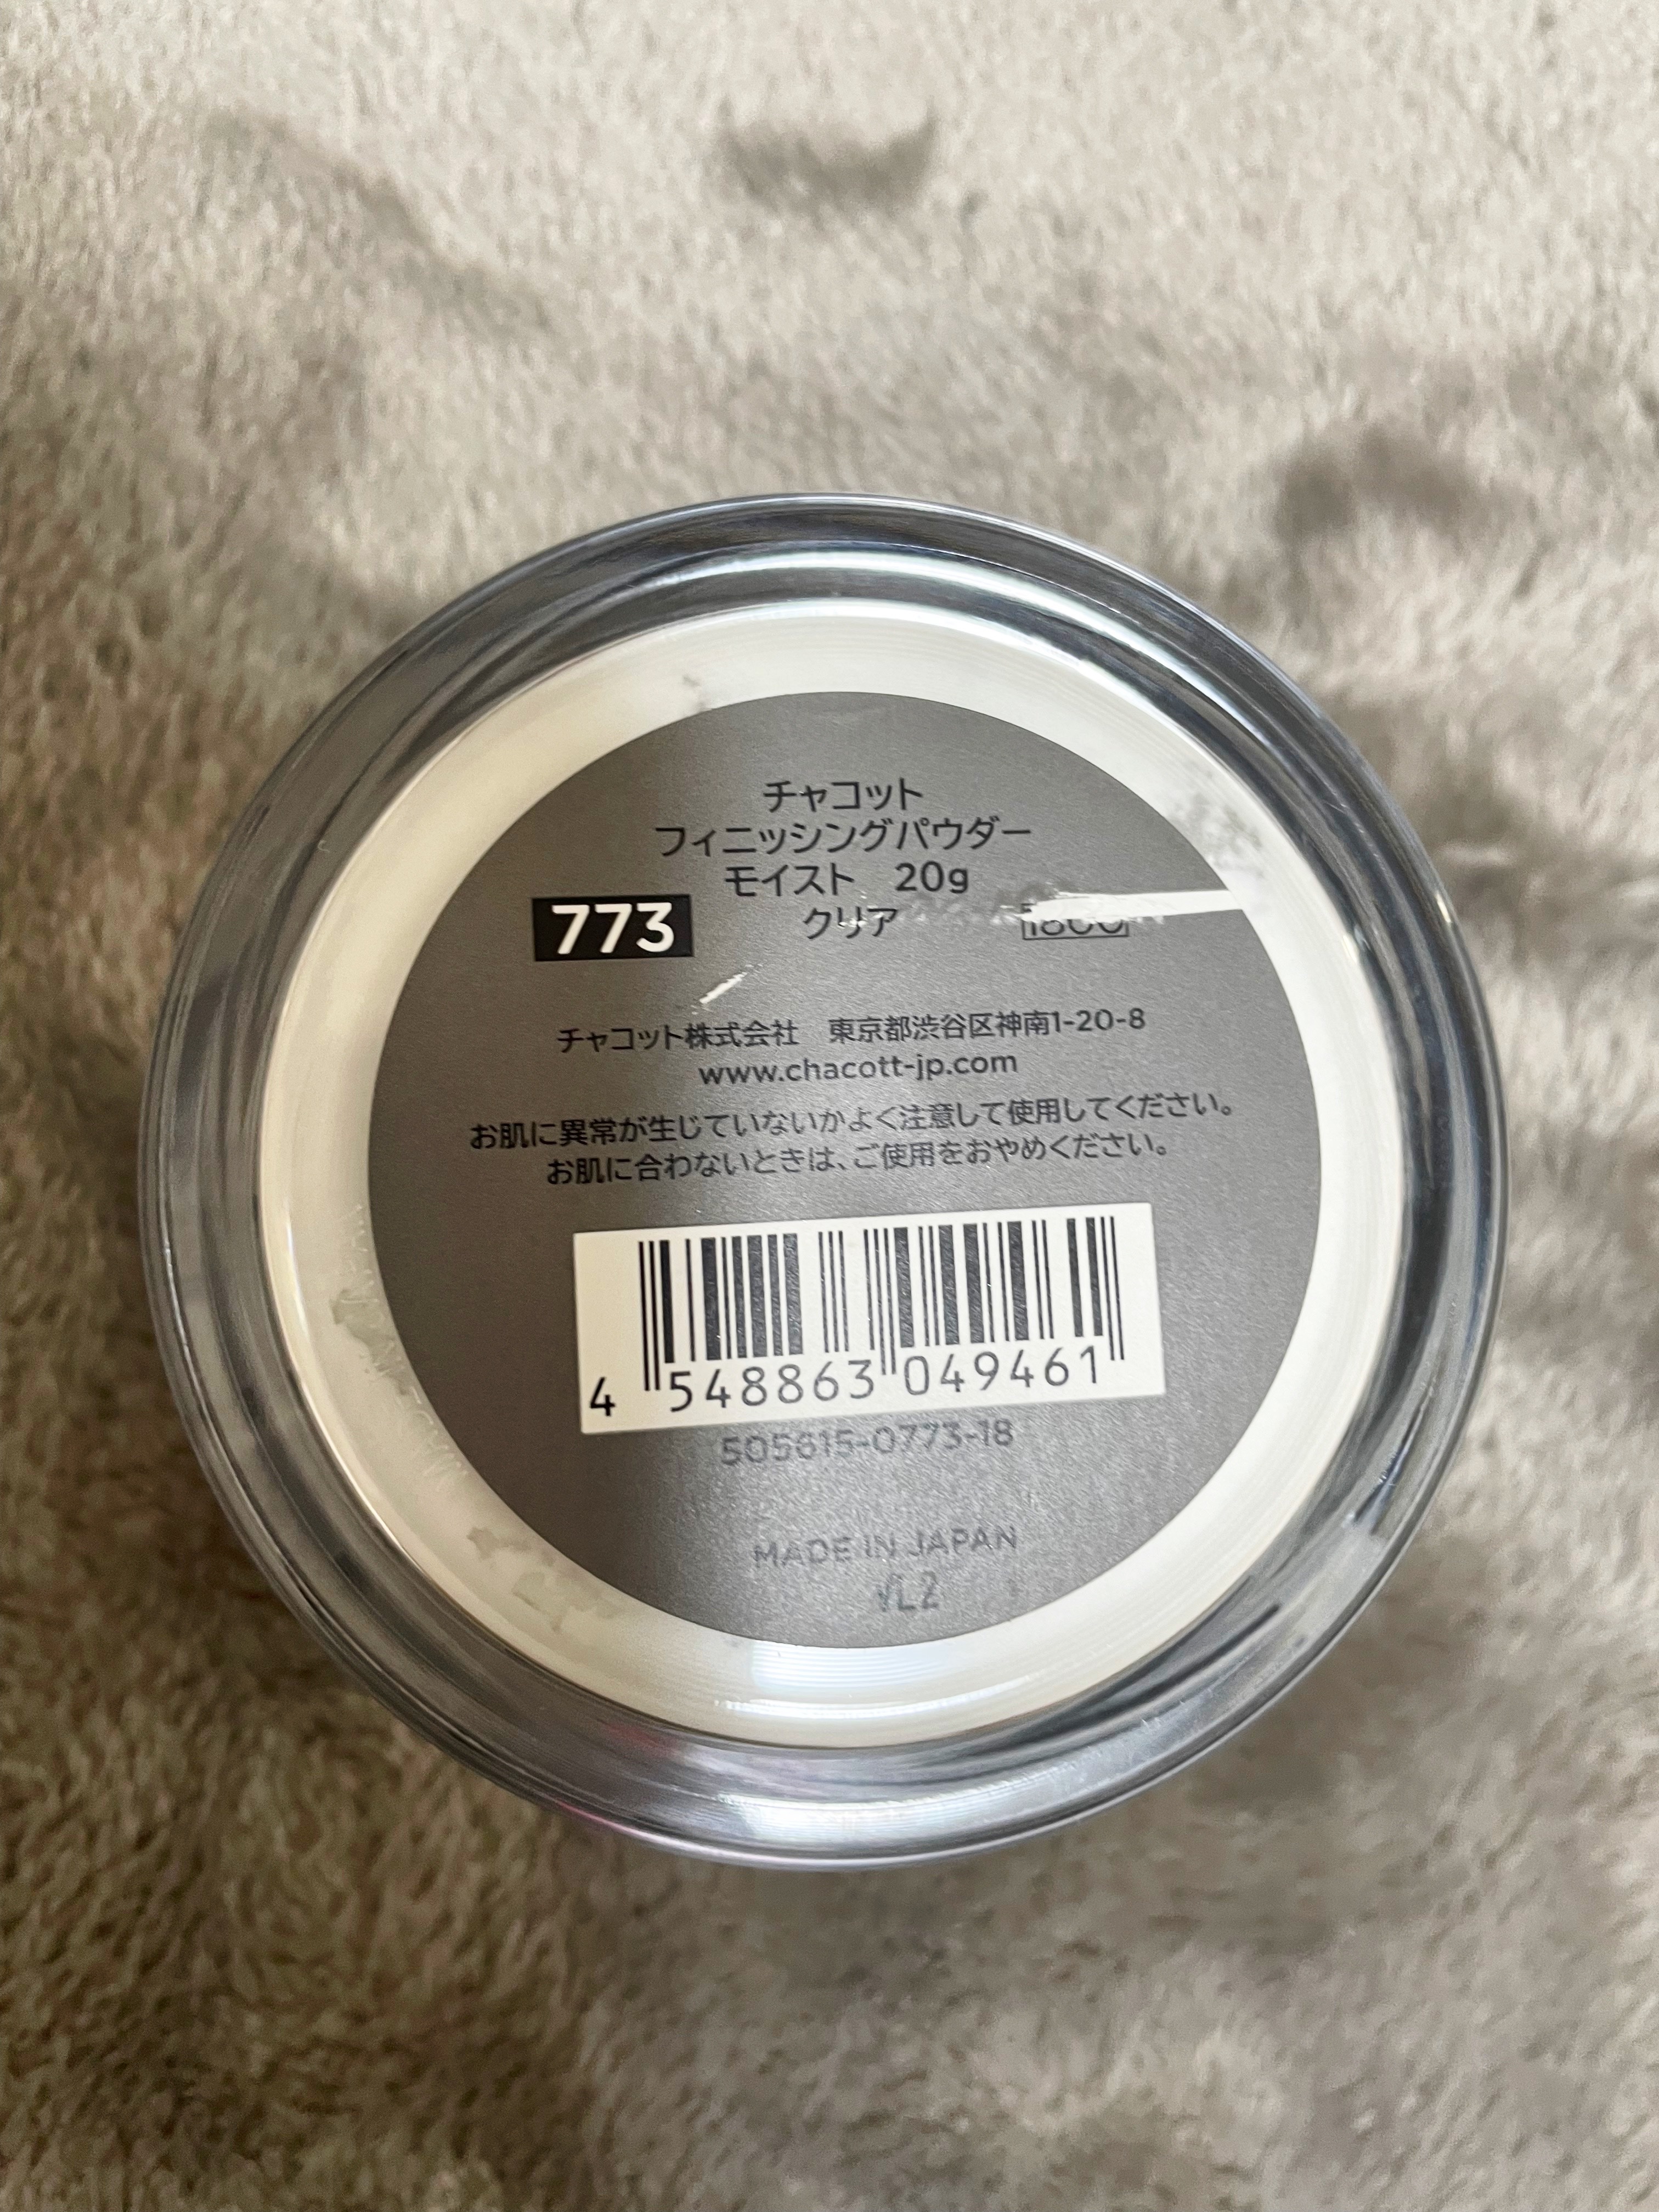 チャコット
フィニッシングパウダー
モイスト 20g
773 クリア
チャコット株式会社 東京都渋谷区神南1-20-8
www.chacott-jp.com
お肌に異常が生じていないかよく注意して使用してください。
お肌に合わないときは、ご使用をおやめください。
4 548863 049461
505615-0773-18
MADE IN JAPAN